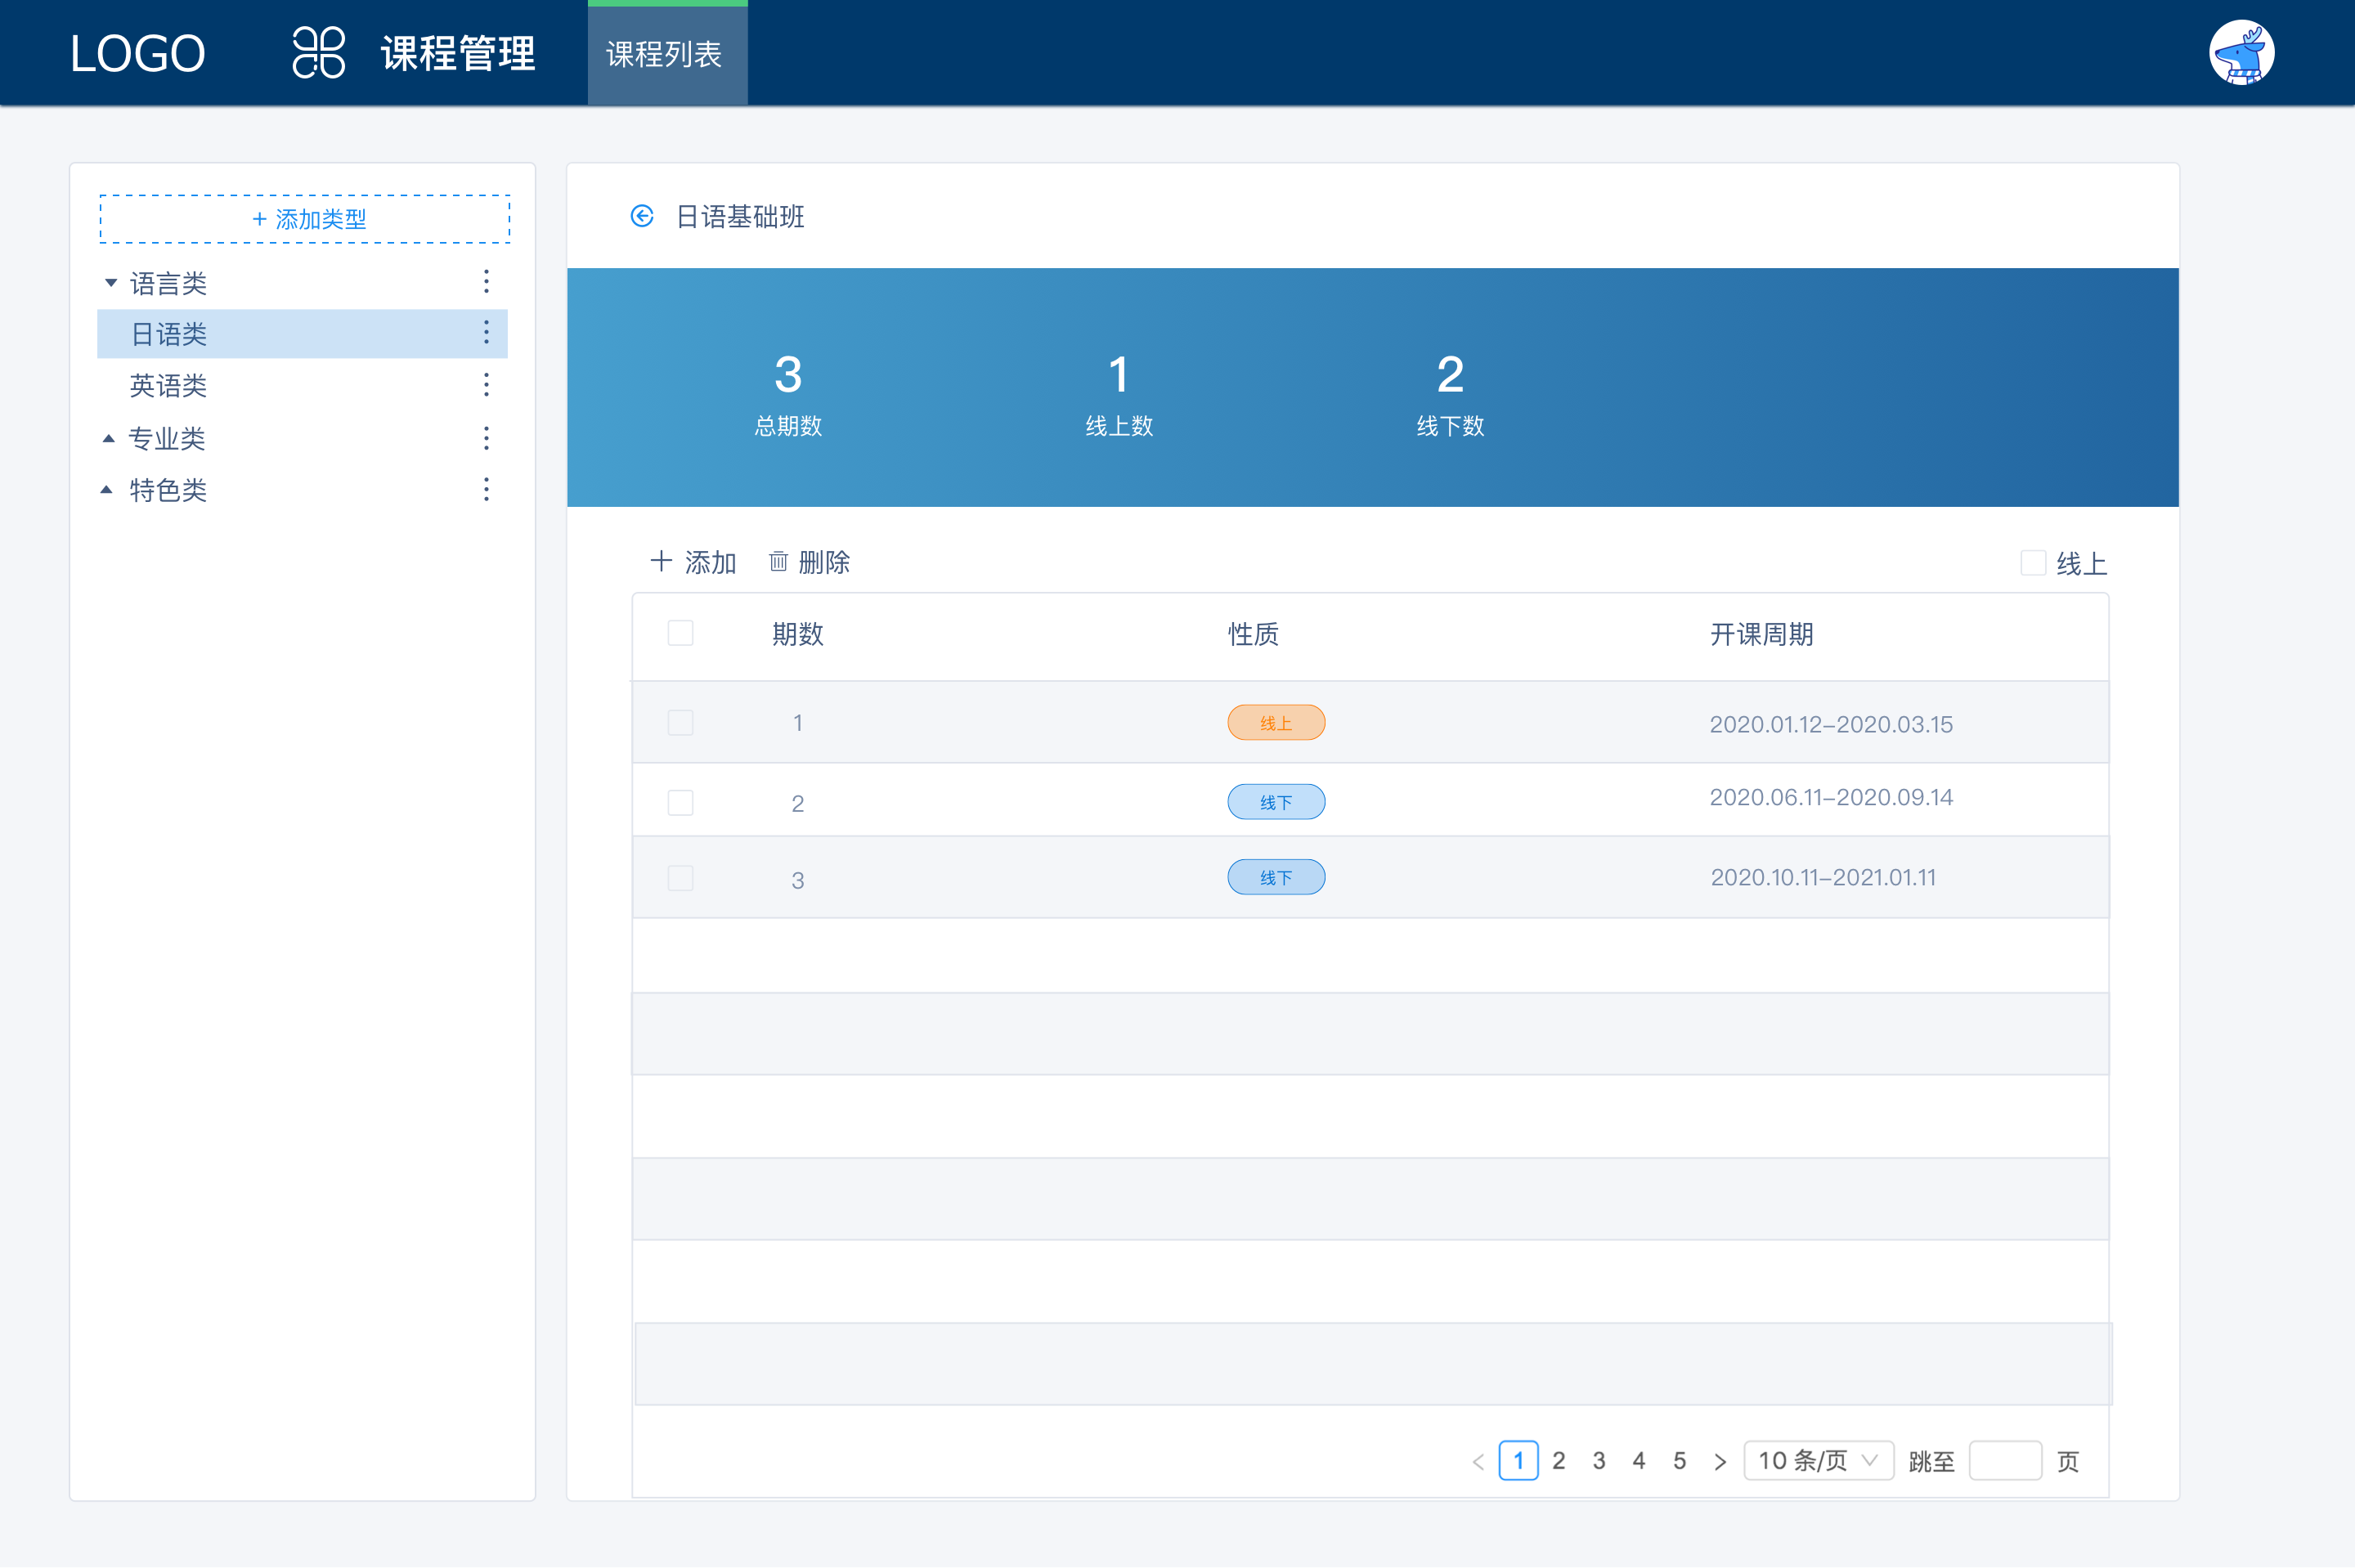 LOGO 课程管理 课程列表
+ 添加类型
语言类
日语类
英语类
专业类
特色类
日语基础班
3 1 2
总期数 线上数 线下数
+ 添加 删除 线上
期数 性质 开课周期
1 线上 2020.01.12–2020.03.15
2 线下 2020.06.11–2020.09.14
3 线下 2020.10.11–2021.01.11
< 1 2 3 4 5 > 10 条/页 跳至 页